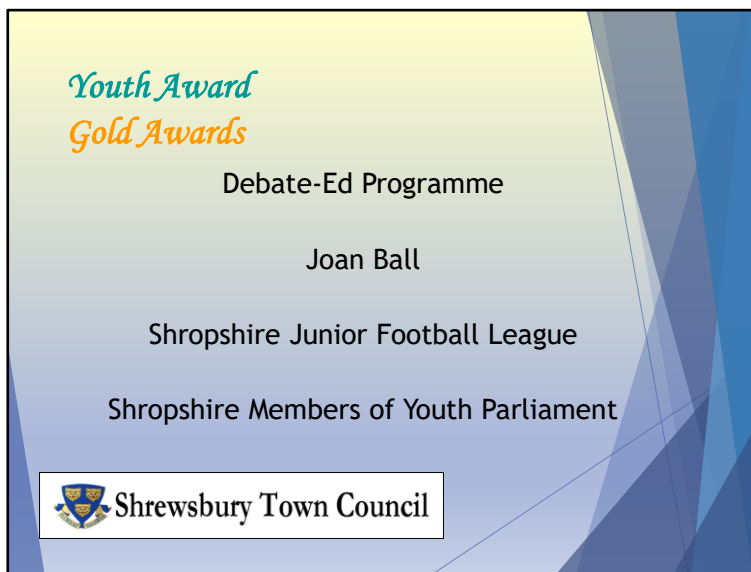 Youth Award
Gold Awards
Debate-Ed Programme
Joan Ball
Shropshire Junior Football League
Shropshire Members of Youth Parliament
Shrewsbury Town Council